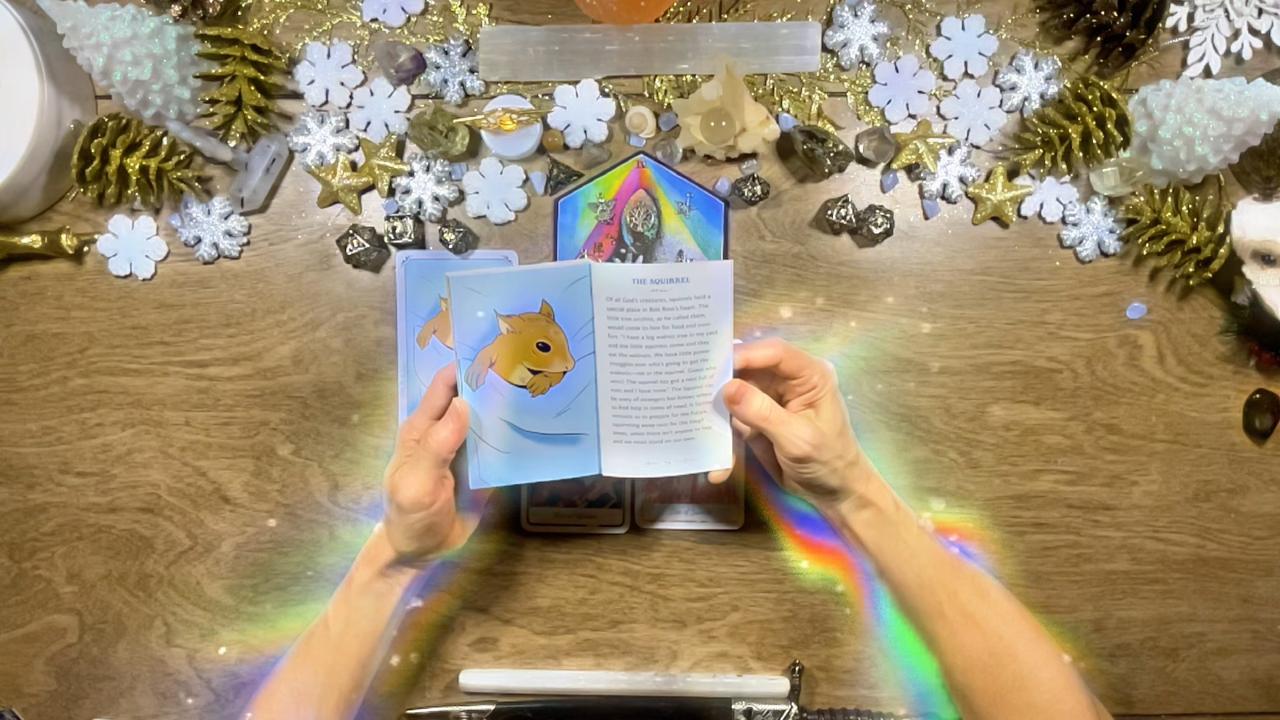 THE SQUIRREL
Of all God's creatures, squirrels held a
special place in Bob Ross's heart. The
little tree urchins, as he called them,
would come to him for food and some
fun. "I have a big walnut tree in my yard
and the little squirrels come and they
eat the walnuts. We have little power
struggles over who's going to get the
walnuts—me or the squirrel. Guess who
wins? The squirrel has got a nest full of
nuts and I have none." The Squirrel may
be wary of strangers but knows where
to find help in times of need. It
reminds us to prepare for the future,
squirreling away nuts for the
times, when there isn't anyone to help
and we must stand on our own.